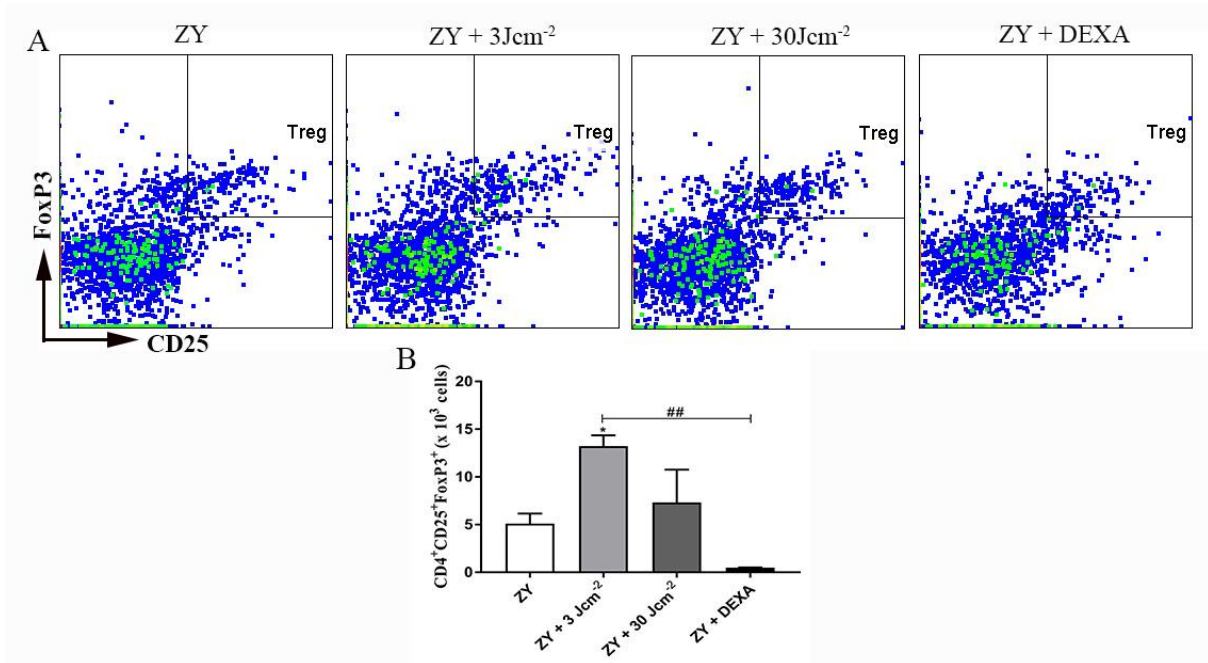 A
ZY
ZY + 3Jcm⁻²
ZY + 30Jcm⁻²
ZY + DEXA
Treg
Treg
Treg
Treg
FoxP3
CD25
B
CD4⁺CD25⁺FoxP3⁺ (x 10³ cells)
20
15
10
5
0
##
*
ZY
ZY + 3 Jcm⁻²
ZY + 30 Jcm⁻²
ZY + DEXA